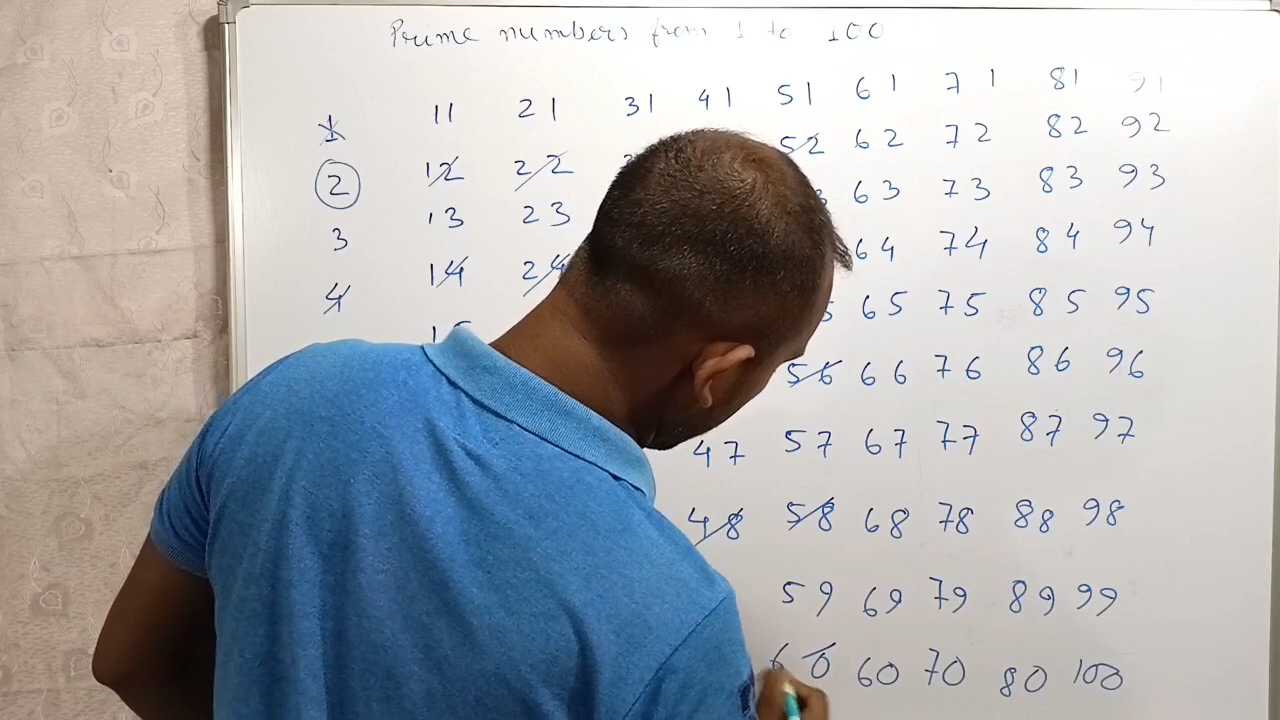 Prime numbers from 1 to 100
1 11 21 31 41 51 61 71 81 91
2 12 22 52 62 72 82 92
3 13 23 63 73 83 93
4 14 24 64 74 84 94
65 75 85 95
56 66 76 86 96
47 57 67 77 87 97
48 58 68 78 88 98
59 69 79 89 99
60 60 70 80 100